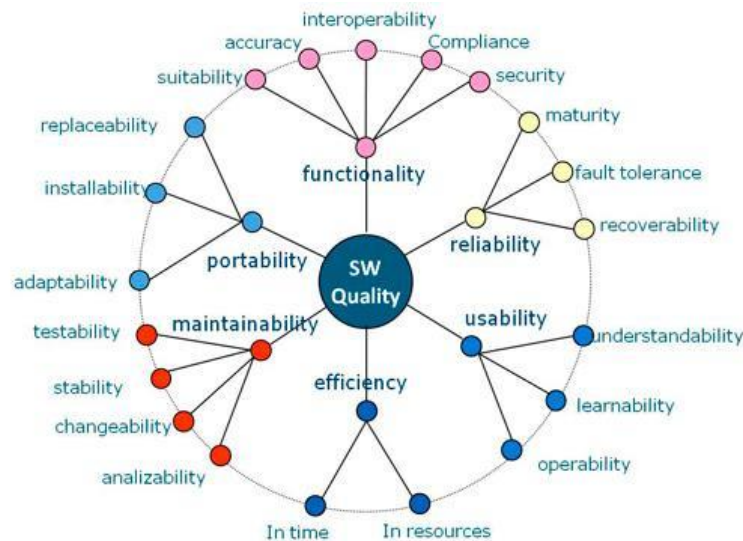 interoperability
accuracy
Compliance
suitability
security
replaceability
maturity
functionality
fault tolerance
installability
recoverability
reliability
portability
SW
Quality
adaptability
testability
maintainability
usability
understandability
stability
efficiency
learnability
changeability
operability
analizability
In time
In resources